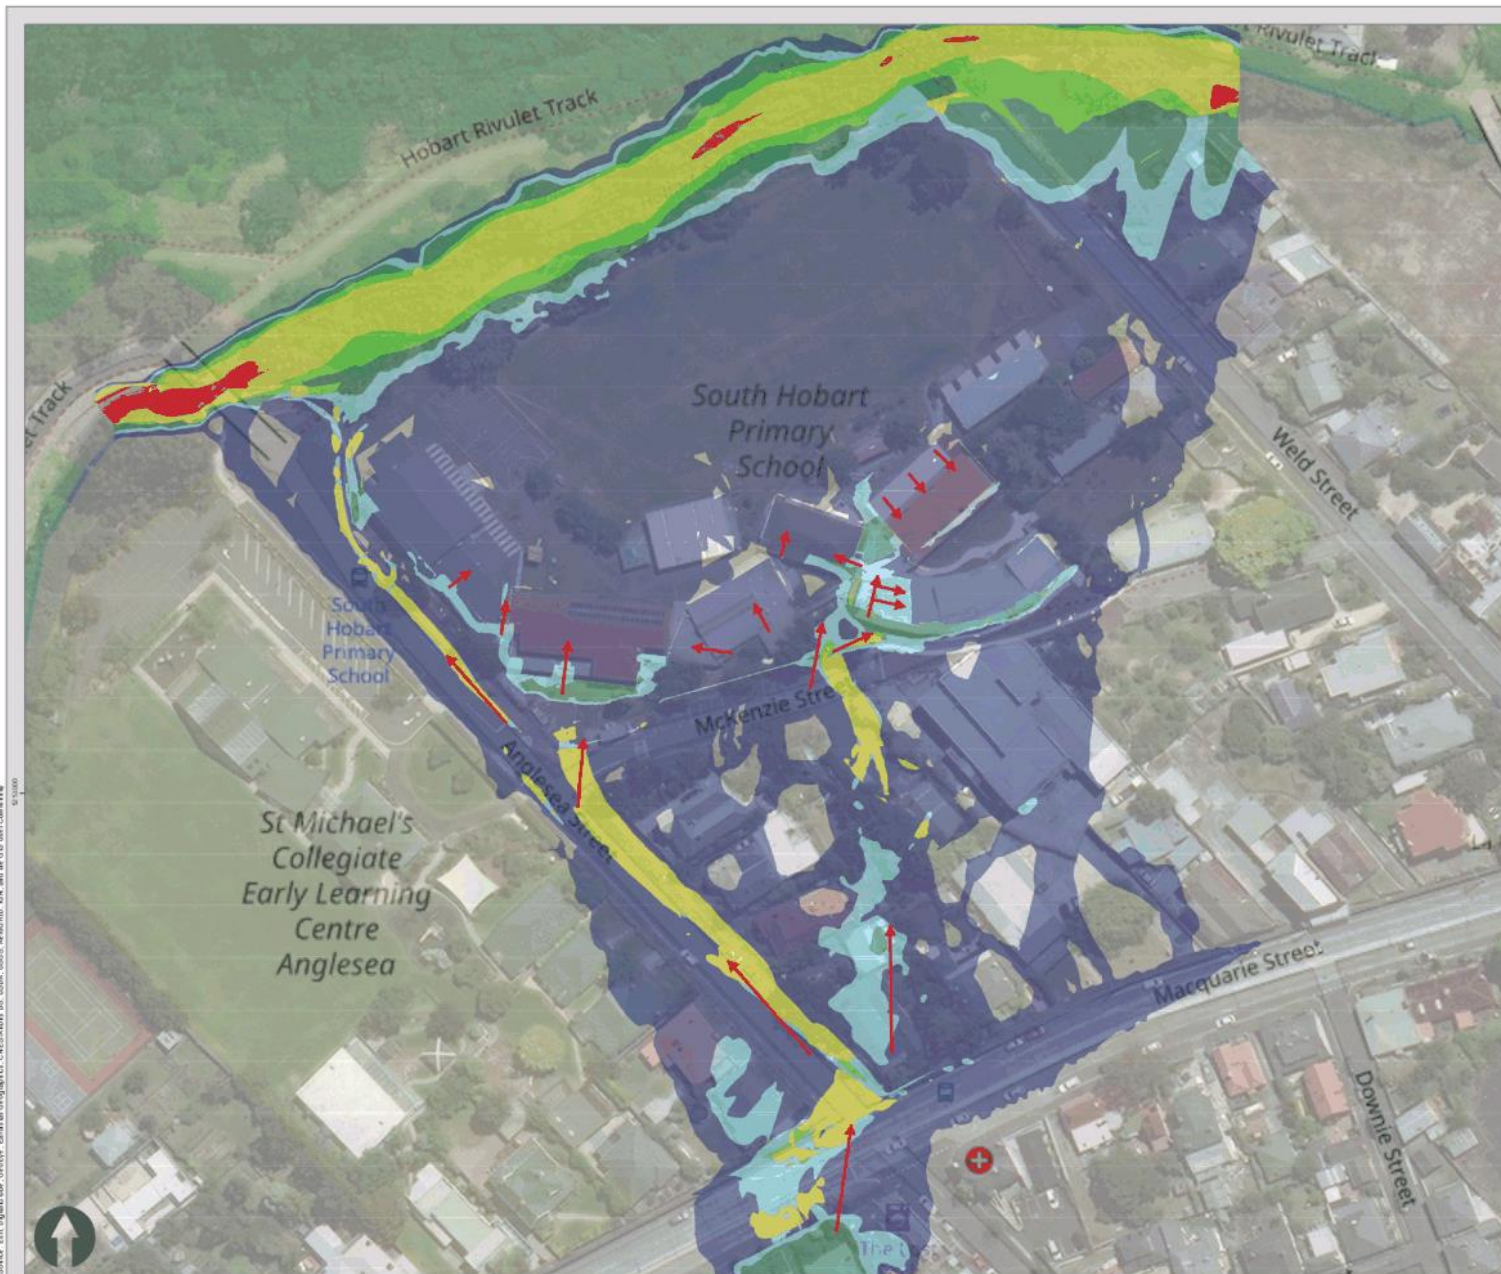 Rivulet Track
Hobart Rivulet Track
Track
South Hobart
Primary
School
Weld Street
South
Hobart
Primary
School
McKenzie Stre
Anglesea Street
St Michael's
Collegiate
Early Learning
Centre
Anglesea
Macquarie Street
Downie Street